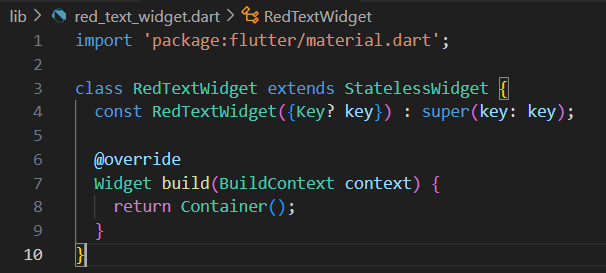 lib > red_text_widget.dart > RedTextWidget
1 import 'package:flutter/material.dart';
2
3 class RedTextWidget extends StatelessWidget {
4   const RedTextWidget({Key? key}) : super(key: key);
5
6   @override
7   Widget build(BuildContext context) {
8     return Container();
9   }
10 }